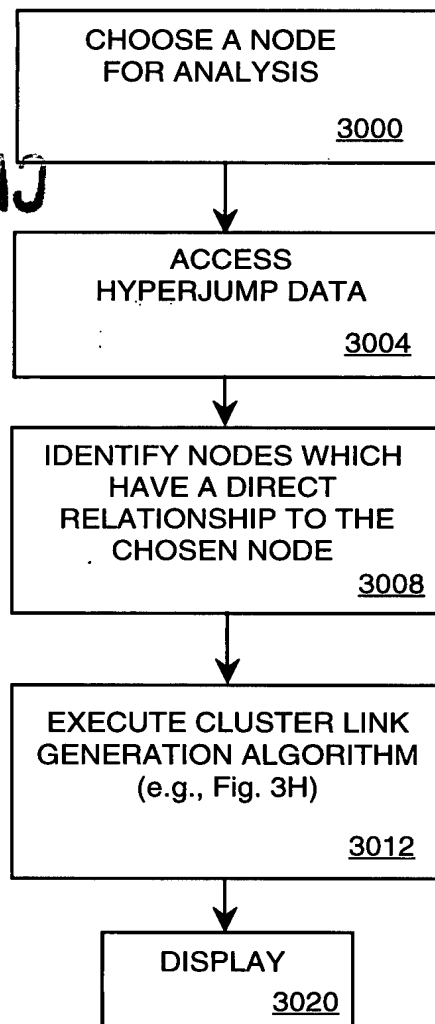 CHOOSE A NODE
FOR ANALYSIS
3000
ACCESS
HYPERJUMP DATA
3004
IDENTIFY NODES WHICH
HAVE A DIRECT
RELATIONSHIP TO THE
CHOSEN NODE
3008
EXECUTE CLUSTER LINK
GENERATION ALGORITHM
(e.g., Fig. 3H)
3012
DISPLAY
3020